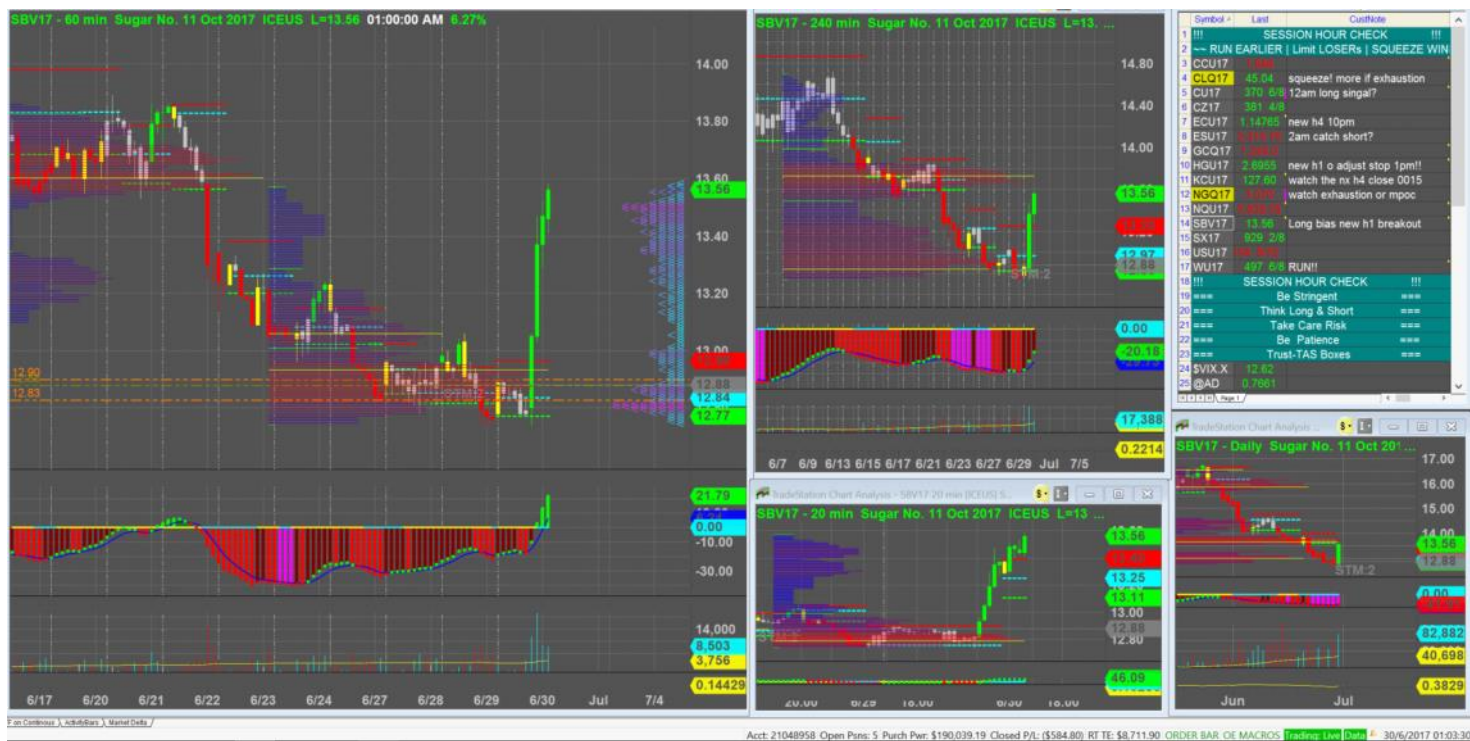 SBV17 - 60 min Sugar No. 11 Oct 2017 ICEUS L=13.56 01:00:00 AM 6.27%
14.00
13.80
13.60
13.56
13.40
13.20
13.00
12.90
12.88
12.83
12.84
12.77
21.79
0.00
-10.00
-30.00
14,000
8,503
3,756
0.14429
6/17 6/20 6/21 6/22 6/23 6/24 6/27 6/28 6/29 6/30 Jul 7/4
SBV17 - 240 min Sugar No. 11 Oct 2017 ICEUS L=13. ...
14.80
14.40
14.00
13.56
12.97
12.88
STM:2
0.00
-20.18
17,388
0.2214
6/7 6/9 6/13 6/15 6/17 6/21 6/23 6/27 6/29 Jul 7/5
TradeStation Chart Analysis - SBV17 20 min [ICEUS] S...
SBV17 - 20 min Sugar No. 11 Oct 2017 ICEUS L=13 ...
13.56
13.25
13.11
13.00
12.88
12.80
46.09
20:00 6/29 18:00 6/30 18:00
Symbol Last CustNote
1 !!! SESSION HOUR CHECK !!!
2 ~~ RUN EARLIER | Limit LOSERs | SQUEEZE WIN
3 CCU17
4 CLQ17 45.04 squeeze! more if exhaustion
5 CU17 370 6/8 12am long singal?
6 CZ17 381 4/8
7 ECU17 1.14765 new h4 10pm
8 ESU17 2am catch short?
9 GCQ17
10 HGU17 2.6955 new h1 o adjust stop 1pm!!
11 KCU17 127.60 watch the nx h4 close 0015
12 NGQ17 watch exhaustion or mpoc
13 NQU17
14 SBV17 13.56 Long bias new h1 breakout
15 SX17 929 2/8
16 USU17
17 WU17 497 6/8 RUN!!
18 !!! SESSION HOUR CHECK !!!
19 === Be Stringent ===
20 === Think Long & Short ===
21 === Take Care Risk ===
22 === Be Patience ===
23 === Trust-TAS Boxes ===
24 $VIX.X 12.62
25 @AD 0.7661
Page 1
TradeStation Chart Analysis ...
SBV17 - Daily Sugar No. 11 Oct 201 ...
17.00
16.00
15.00
14.00
13.56
12.88
STM:2
0.00
82,882
40,698
0.3829
Jun Jul
F on Continous ActivityBars Market Delta
Acct: 21048958 Open Psns: 5 Purch Pwr: $190,039.19 Closed P/L: ($584.80) RT TE: $8,711.90 ORDER BAR OE MACROS Trading: Live Data 30/6/2017 01:03:30